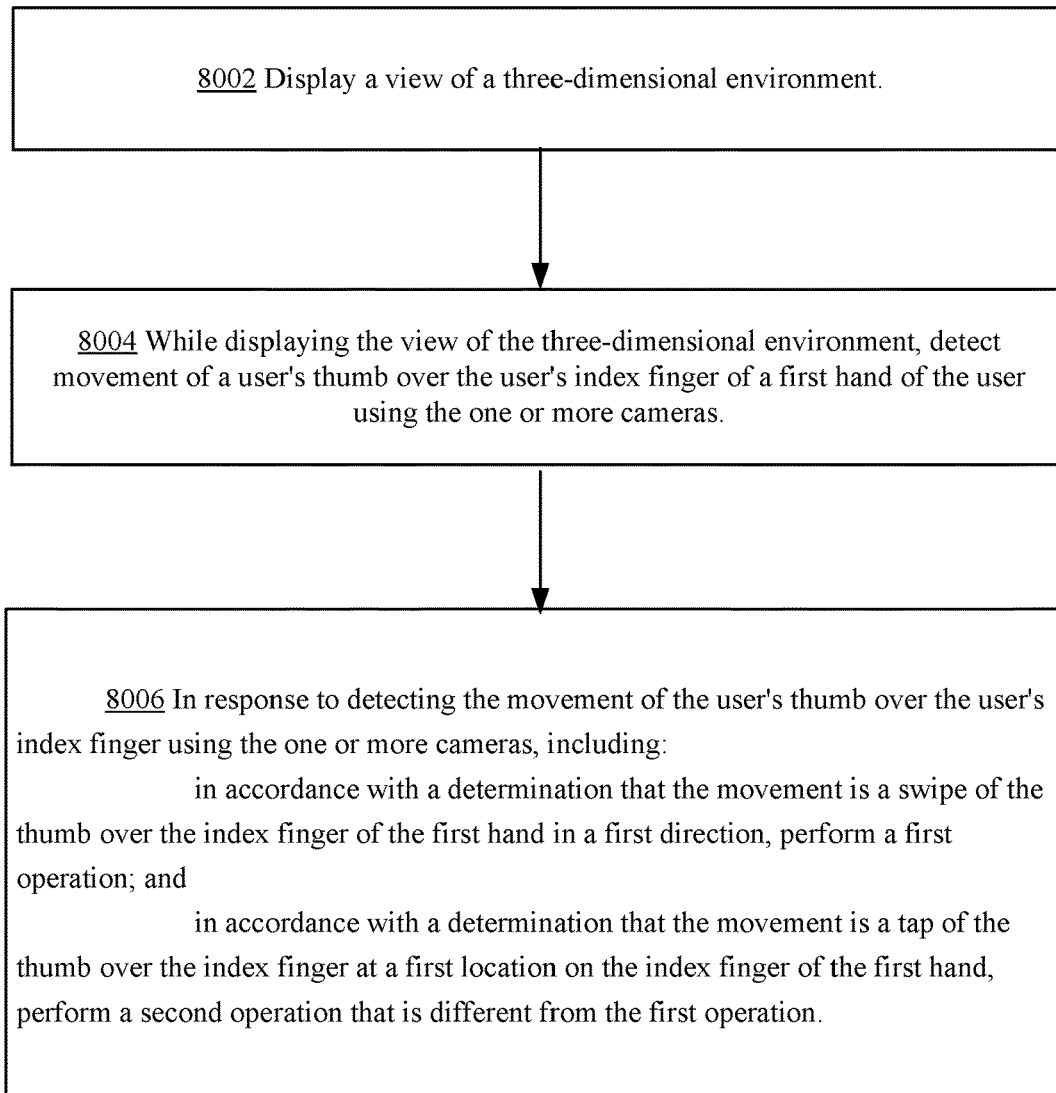 8002 Display a view of a three-dimensional environment.
8004 While displaying the view of the three-dimensional environment, detect
movement of a user's thumb over the user's index finger of a first hand of the user
using the one or more cameras.
8006 In response to detecting the movement of the user's thumb over the user's
index finger using the one or more cameras, including:
in accordance with a determination that the movement is a swipe of the
thumb over the index finger of the first hand in a first direction, perform a first
operation; and
in accordance with a determination that the movement is a tap of the
thumb over the index finger at a first location on the index finger of the first hand,
perform a second operation that is different from the first operation.